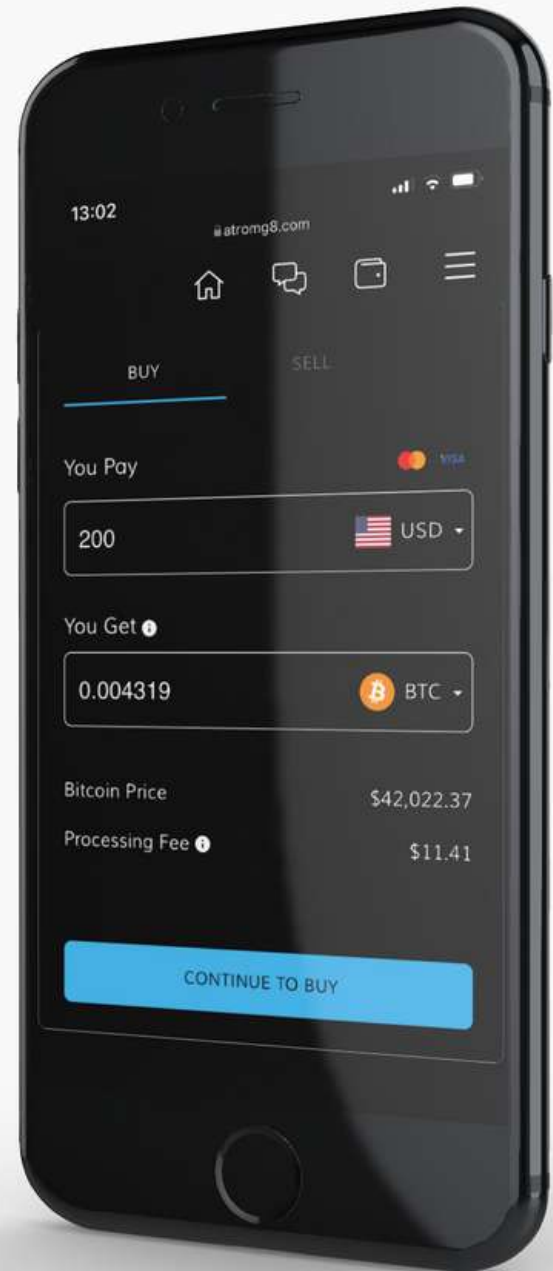 13:02
atromg8.com
BUY SELL
You Pay VISA
200 USD
You Get
0.004319 BTC
Bitcoin Price $42,022.37
Processing Fee $11.41
CONTINUE TO BUY